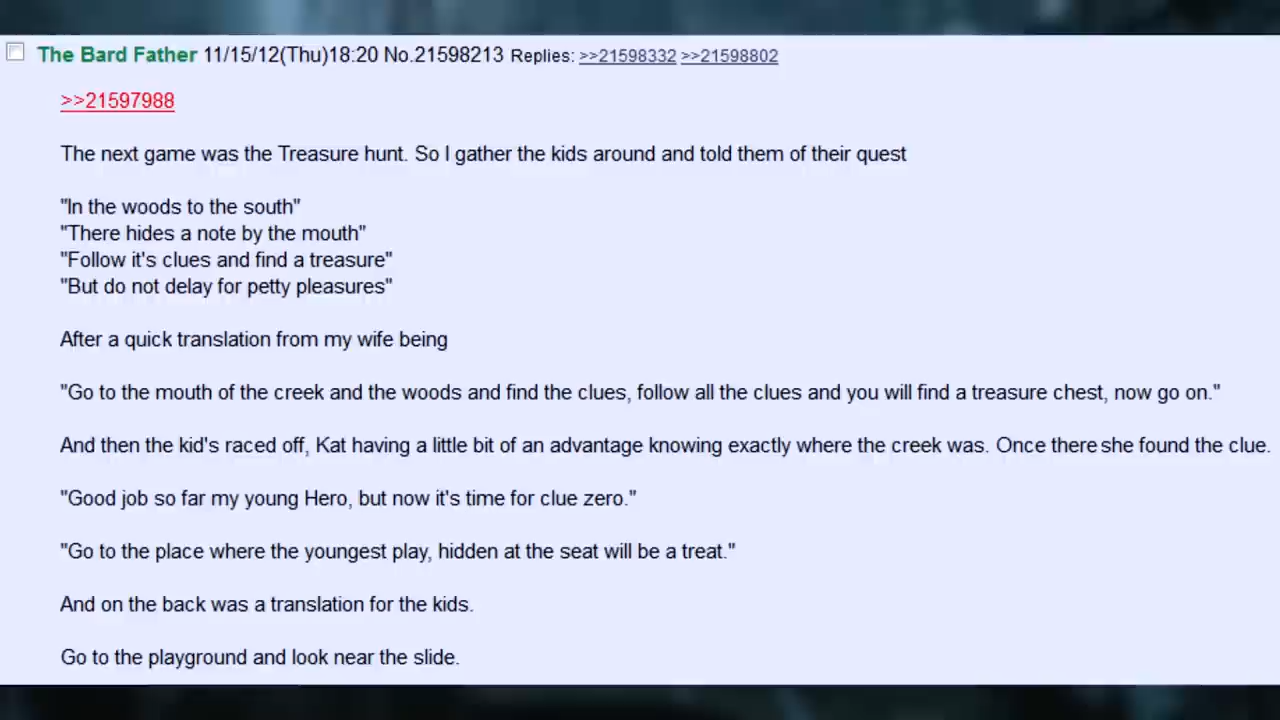 The Bard Father 11/15/12(Thu)18:20 No.21598213 Replies: >>21598332 >>21598802
>>21597988
The next game was the Treasure hunt. So I gather the kids around and told them of their quest
"In the woods to the south"
"There hides a note by the mouth"
"Follow it's clues and find a treasure"
"But do not delay for petty pleasures"
After a quick translation from my wife being
"Go to the mouth of the creek and the woods and find the clues, follow all the clues and you will find a treasure chest, now go on."
And then the kid's raced off, Kat having a little bit of an advantage knowing exactly where the creek was. Once there she found the clue.
"Good job so far my young Hero, but now it's time for clue zero."
"Go to the place where the youngest play, hidden at the seat will be a treat."
And on the back was a translation for the kids.
Go to the playground and look near the slide.